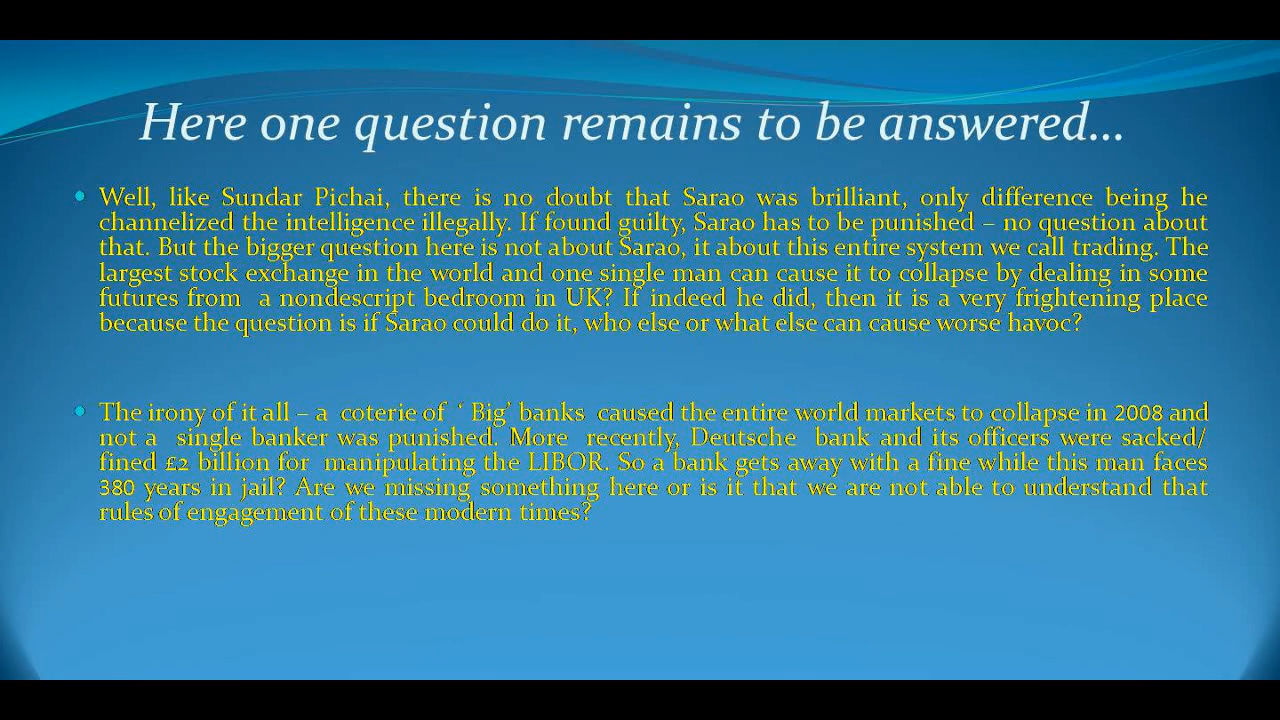 Here one question remains to be answered...
Well, like Sundar Pichai, there is no doubt that Sarao was brilliant, only difference being he
channelized the intelligence illegally. If found guilty, Sarao has to be punished – no question about
that. But the bigger question here is not about Sarao, it about this entire system we call trading. The
largest stock exchange in the world and one single man can cause it to collapse by dealing in some
futures from a nondescript bedroom in UK? If indeed he did, then it is a very frightening place
because the question is if Sarao could do it, who else or what else can cause worse havoc?
The irony of it all – a coterie of ‘ Big’ banks caused the entire world markets to collapse in 2008 and
not a single banker was punished. More recently, Deutsche bank and its officers were sacked/
fined £2 billion for manipulating the LIBOR. So a bank gets away with a fine while this man faces
380 years in jail? Are we missing something here or is it that we are not able to understand that
rules of engagement of these modern times?